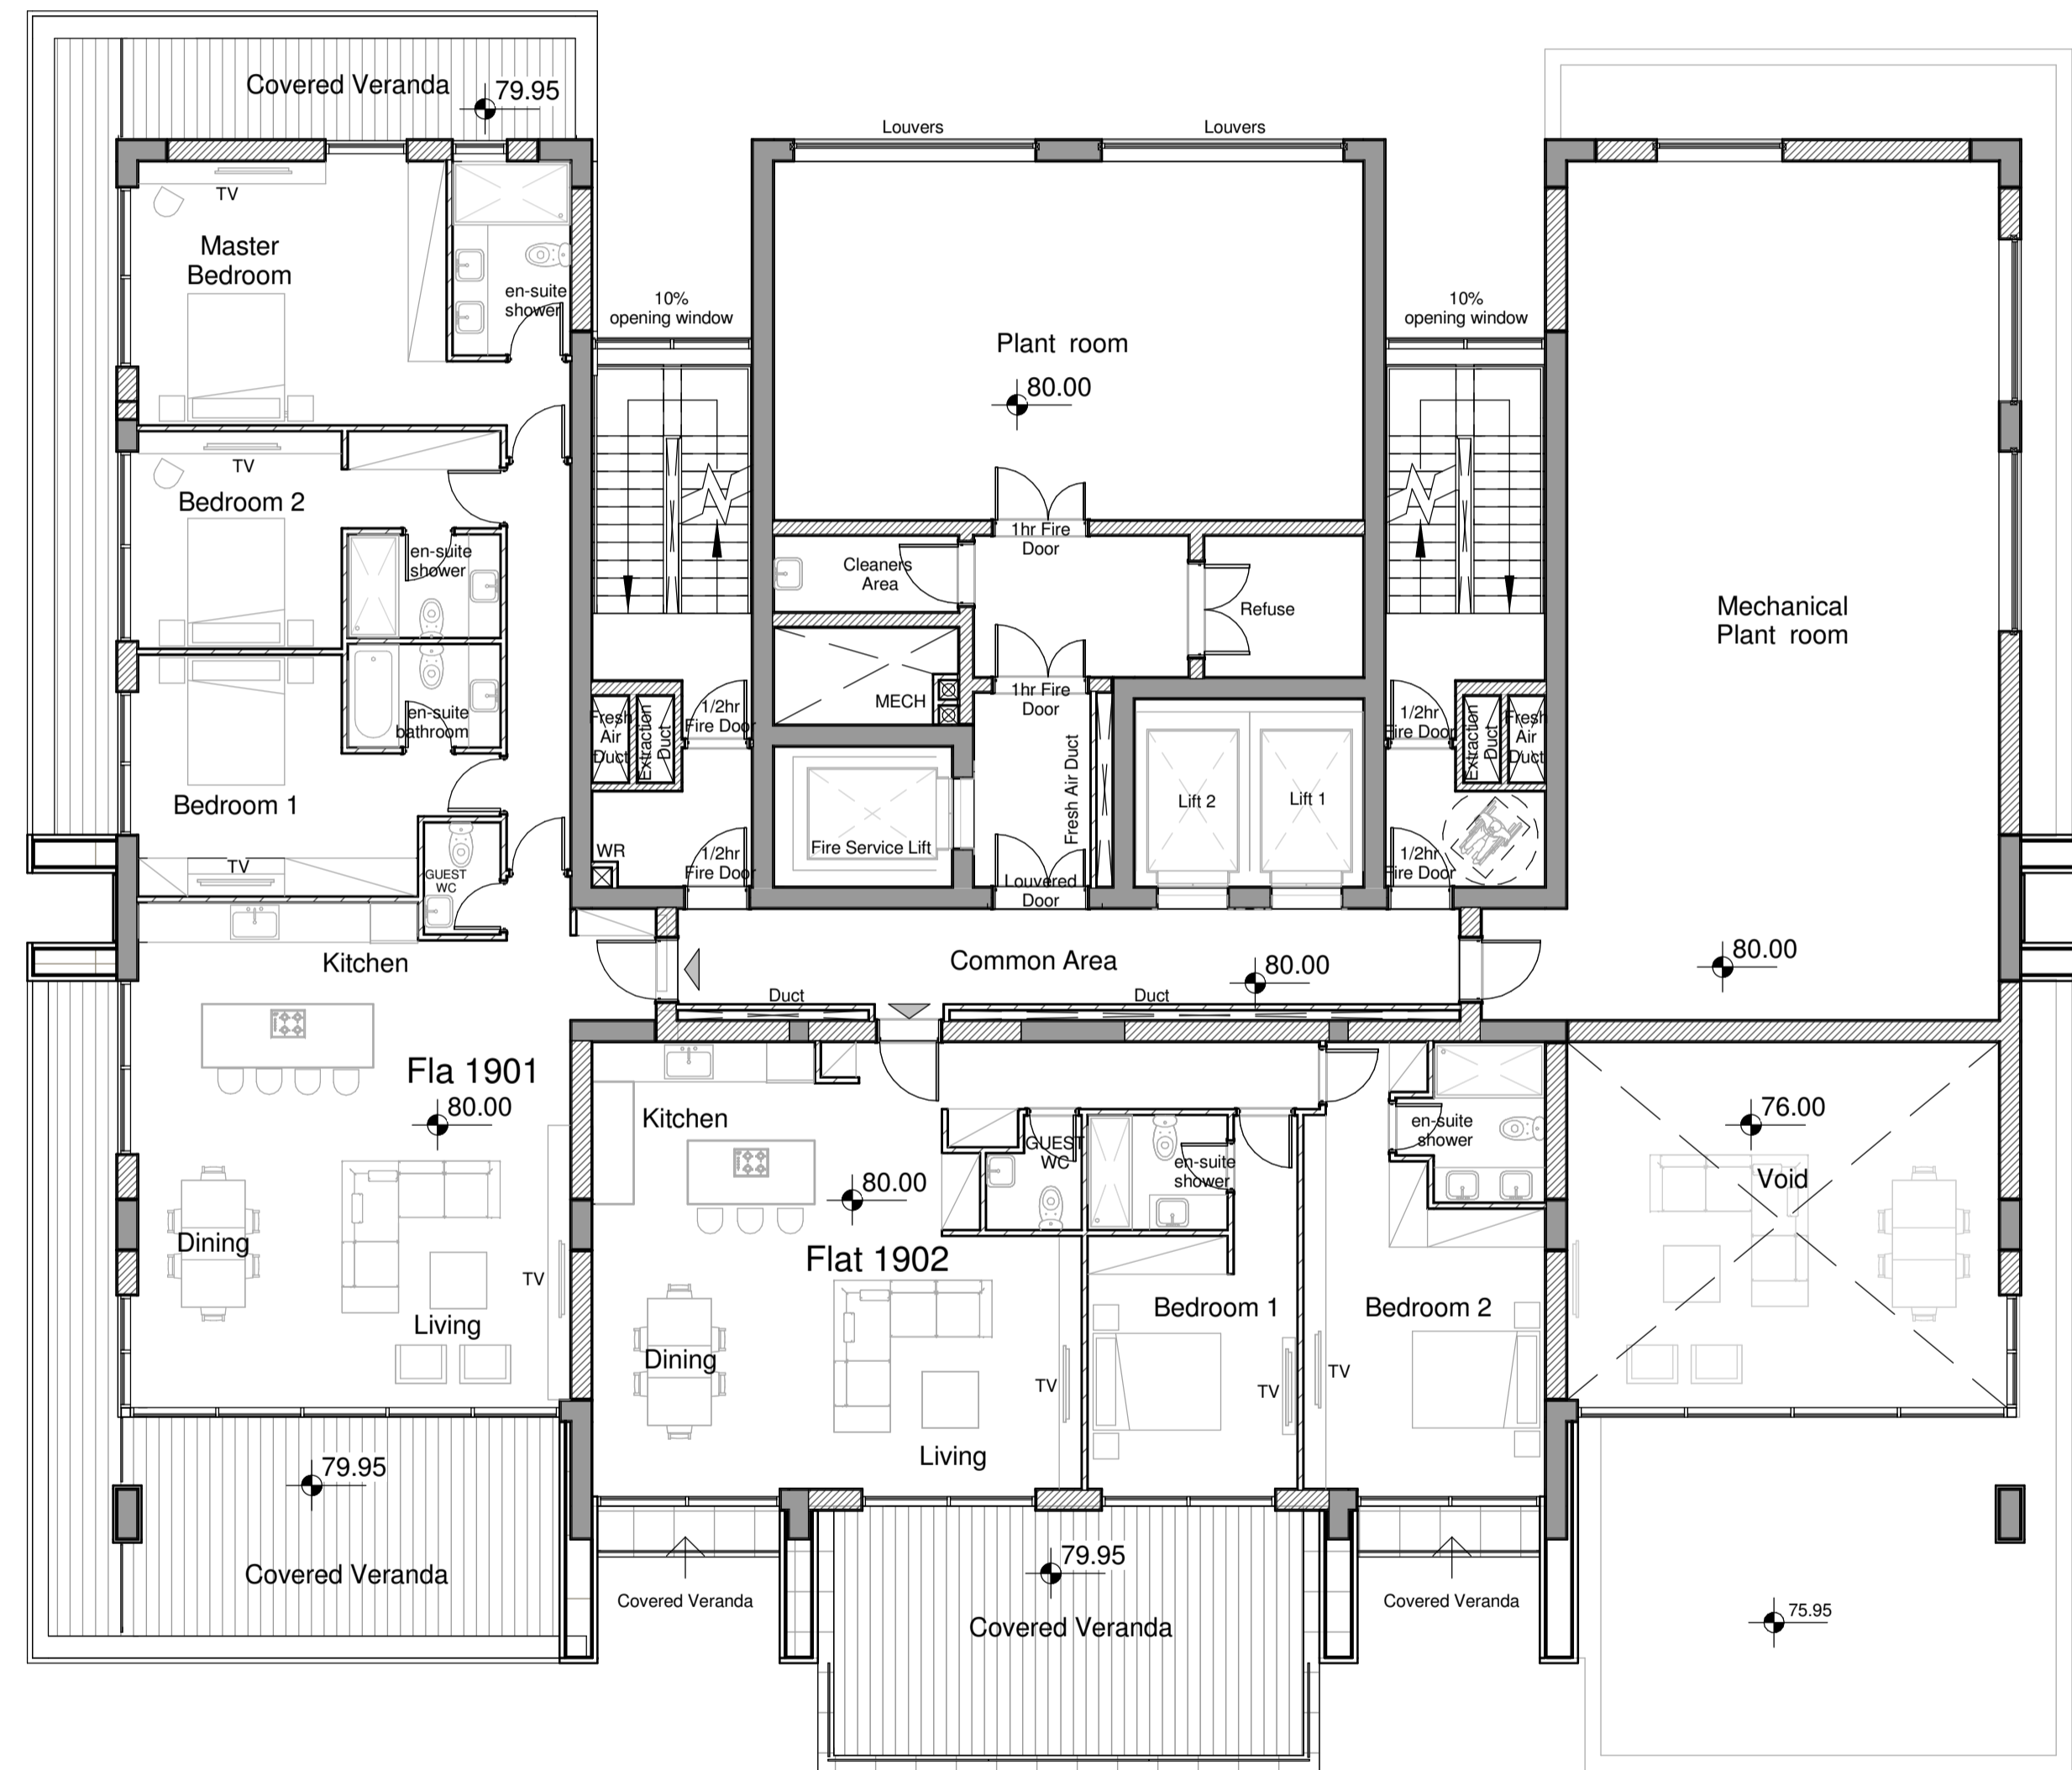 Covered Veranda
79.95
Louvers
Louvers
TV
Master
Bedroom
en-suite
shower
10%
opening window
10%
opening window
Plant room
80.00
TV
Bedroom 2
en-suite
shower
1hr Fire
Door
Cleaners
Area
Refuse
Mechanical
Plant room
en-suite
bathroom
MECH
1hr Fire
Door
Fresh
Air
Duct
Extraction
Duct
1/2hr
Fire Door
1/2hr
Fire Door
Extraction
Duct
Fresh
Air
Duct
Fresh Air Duct
Lift 2
Lift 1
Bedroom 1
Fire Service Lift
WR
1/2hr
Fire Door
1/2hr
Fire Door
TV
GUEST
WC
Louvered
Door
Kitchen
Common Area
80.00
80.00
Duct
Duct
Fla 1901
80.00
Kitchen
80.00
GUEST
WC
en-suite
shower
en-suite
shower
76.00
Void
Dining
TV
Flat 1902
Living
Bedroom 1
Bedroom 2
Dining
TV
TV
TV
Living
79.95
Covered Veranda
Covered Veranda
79.95
Covered Veranda
Covered Veranda
75.95